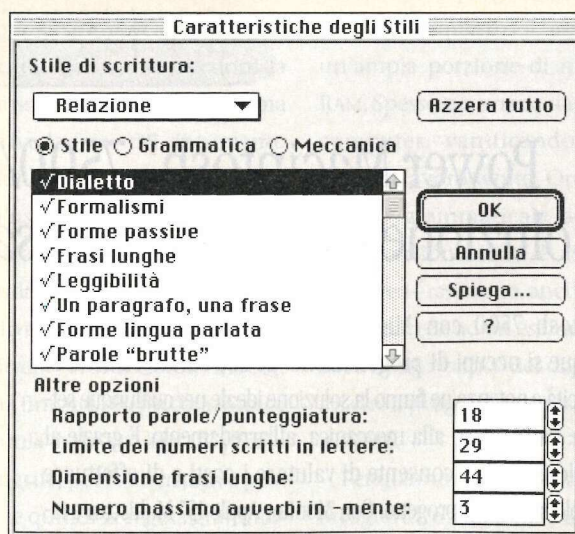 Caratteristiche degli Stili
Stile di scrittura:
Relazione
Azzera tutto
Stile Grammatica Meccanica
√Dialetto
√Formalismi
√Forme passive
√Frasi lunghe
√Leggibilità
√Un paragrafo, una frase
√Forme lingua parlata
√Parole “brutte”
OK
Annulla
Spiega...
?
Altre opzioni
Rapporto parole/punteggiatura: 18
Limite dei numeri scritti in lettere: 29
Dimensione frasi lunghe: 44
Numero massimo avverbi in -mente: 3